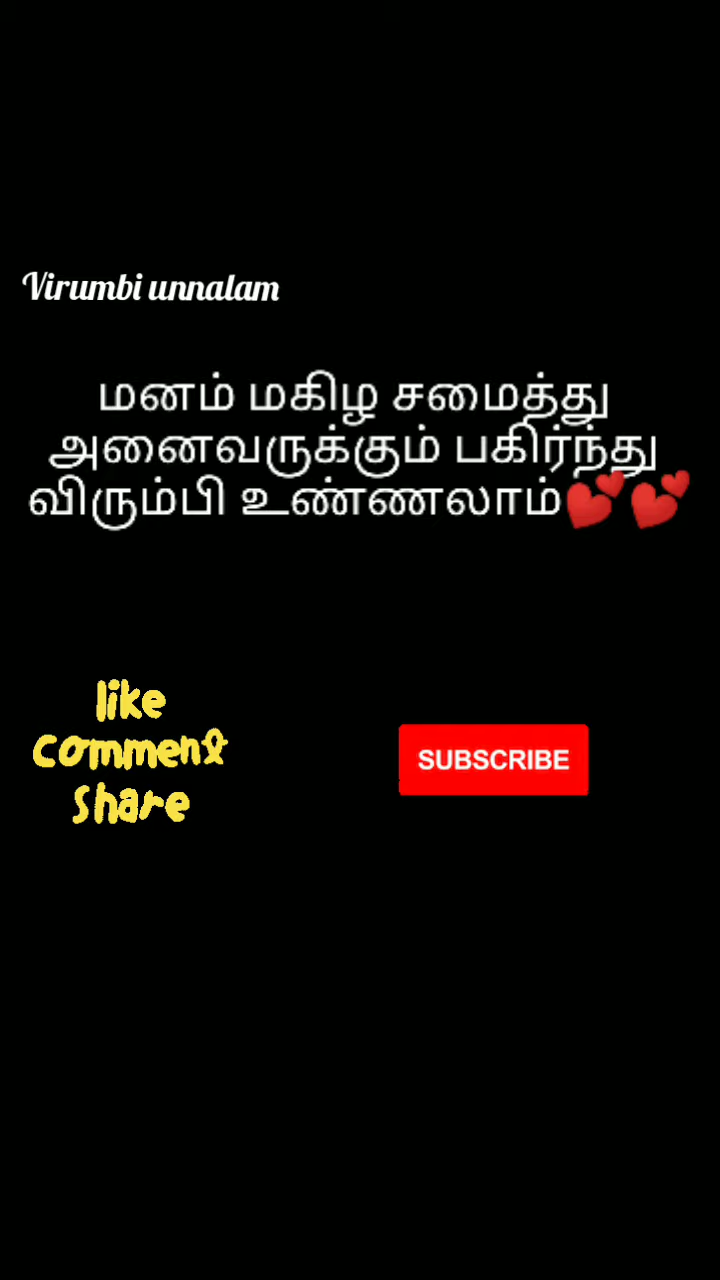 Virumbi unnalam
மனம் மகிழ சமைத்து
அனைவருக்கும் பகிர்ந்து
விரும்பி உண்ணலாம்💕💕
like
comment
share
SUBSCRIBE